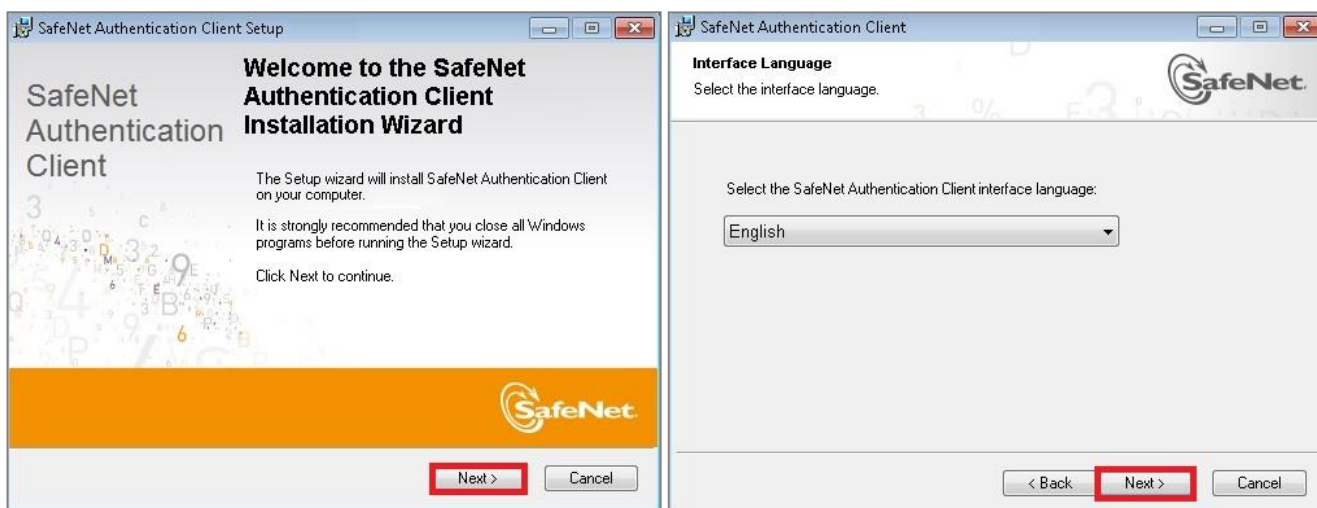 SafeNet Authentication Client Setup
SafeNet
Authentication
Client
Welcome to the SafeNet
Authentication Client
Installation Wizard
The Setup wizard will install SafeNet Authentication Client
on your computer.
It is strongly recommended that you close all Windows
programs before running the Setup wizard.
Click Next to continue.
SafeNet.
Next >
Cancel
SafeNet Authentication Client
Interface Language
Select the interface language.
SafeNet.
Select the SafeNet Authentication Client interface language:
English
< Back
Next >
Cancel